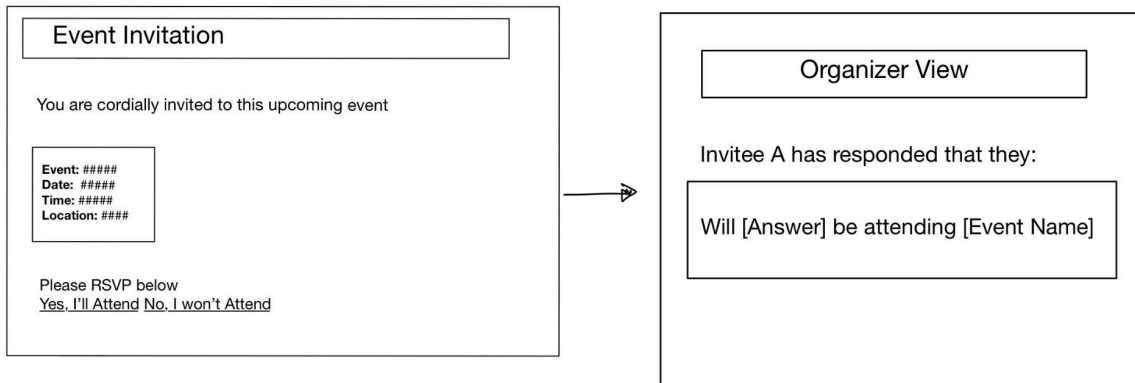 Event Invitation
You are cordially invited to this upcoming event
Event: #####
Date: #####
Time: #####
Location: ####
Please RSVP below
Yes, I'll Attend No, I won't Attend
Organizer View
Invitee A has responded that they:
Will [Answer] be attending [Event Name]